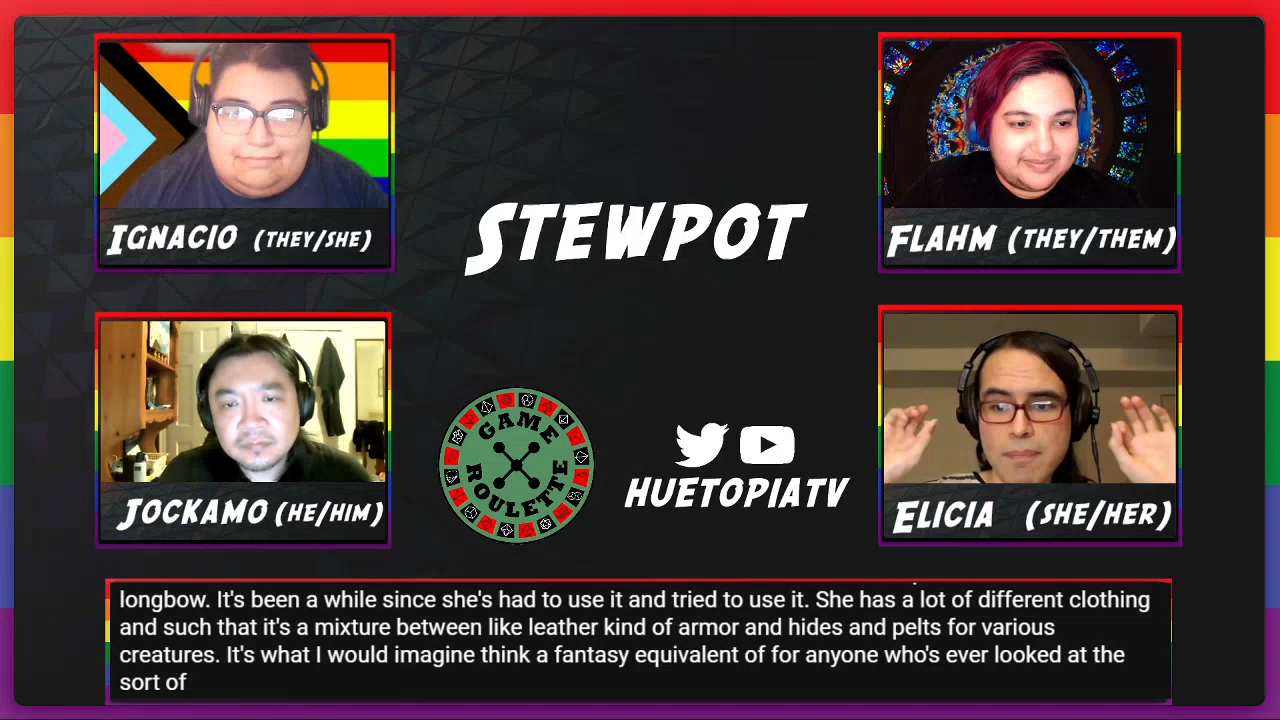 IGNACIO (THEY/SHE)
FLAHM (THEY/THEM)
STEWPOT
JOCKAMO (HE/HIM)
GAME
ROULETTE
HUETOPIATV
ELICIA (SHE/HER)
longbow. It's been a while since she's had to use it and tried to use it. She has a lot of different clothing
and such that it's a mixture between like leather kind of armor and hides and pelts for various
creatures. It's what I would imagine think a fantasy equivalent of for anyone who's ever looked at the
sort of